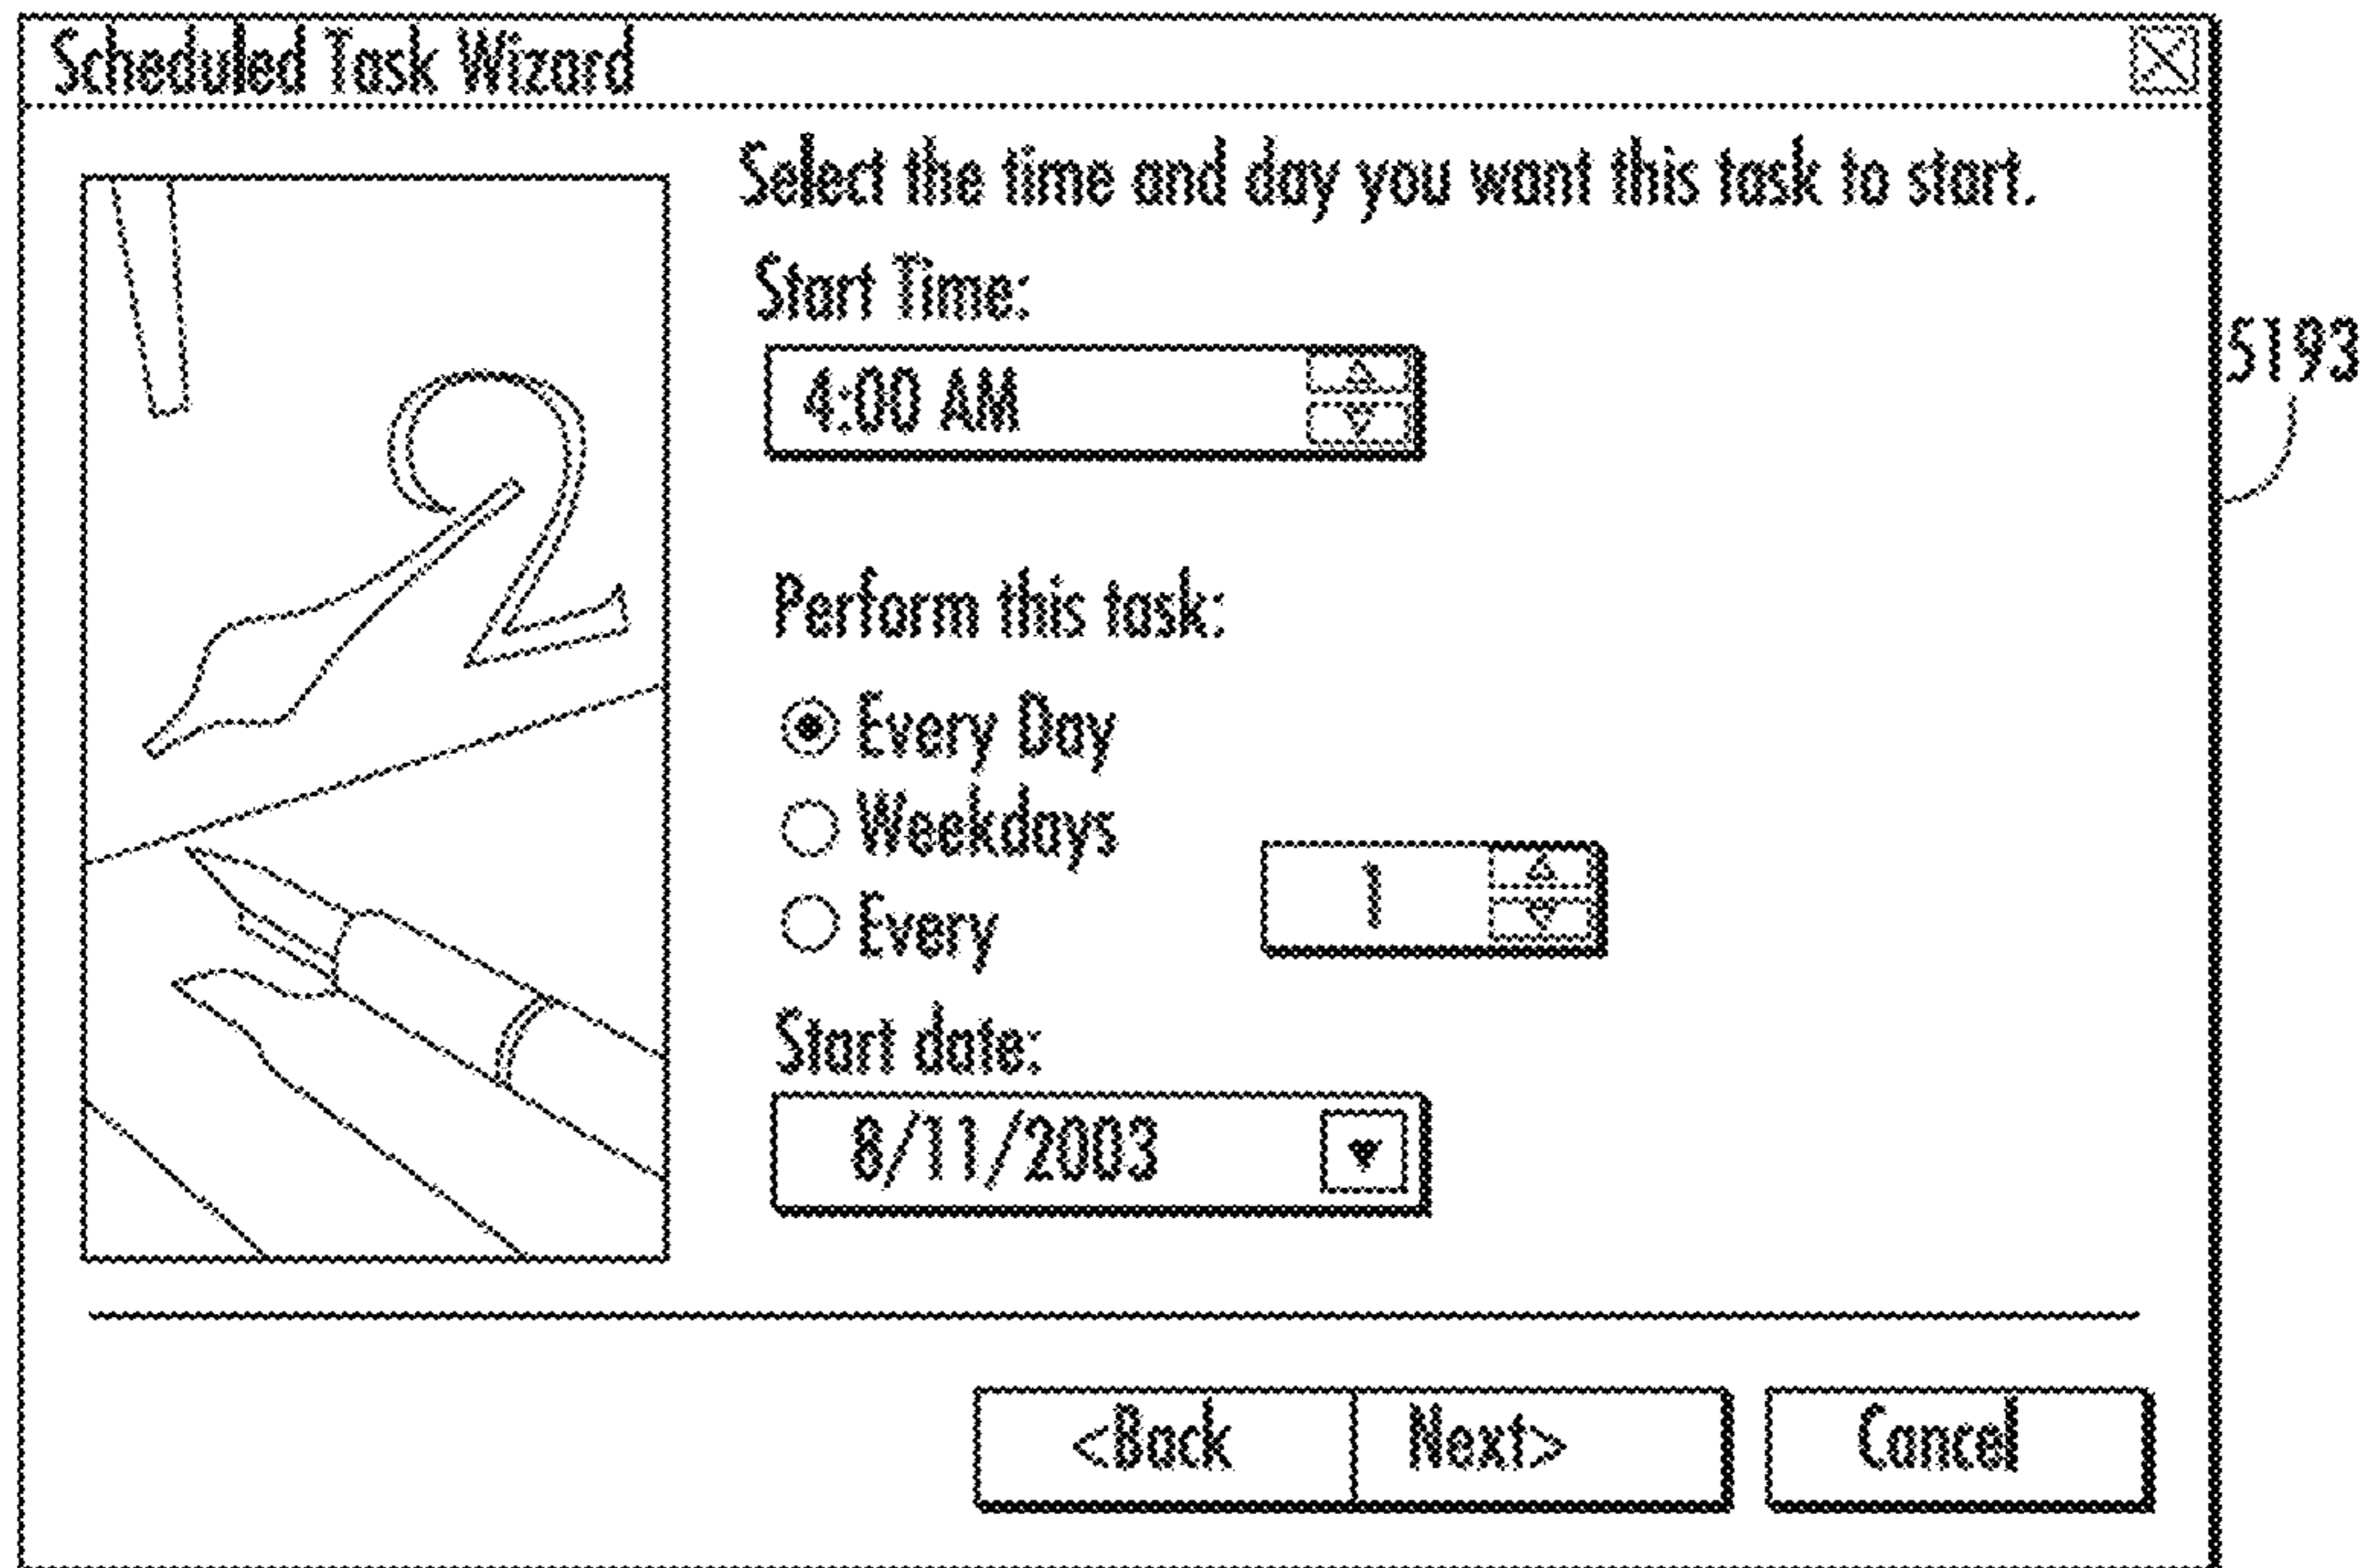 Scheduled Task Wizard
Select the time and day you want this task to start.
Start Time:
4:00 AM
5193
2
Perform this task:
Every Day
Weekdays
Every
1
Start date:
8/11/2003
<Back Next> Cancel